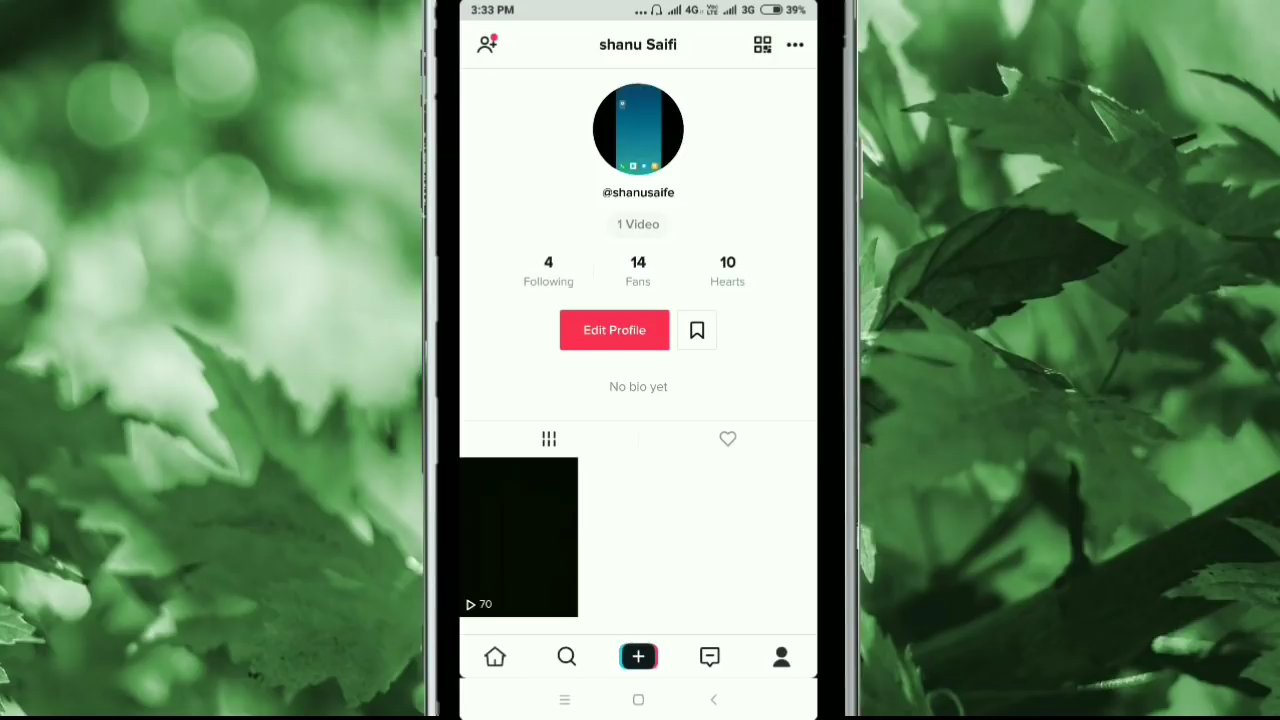 3:33 PM ... 4G VoLTE 3G 39%
shanu Saifi
@shanusaife
1 Video
4 14 10
Following Fans Hearts
Edit Profile
No bio yet
70